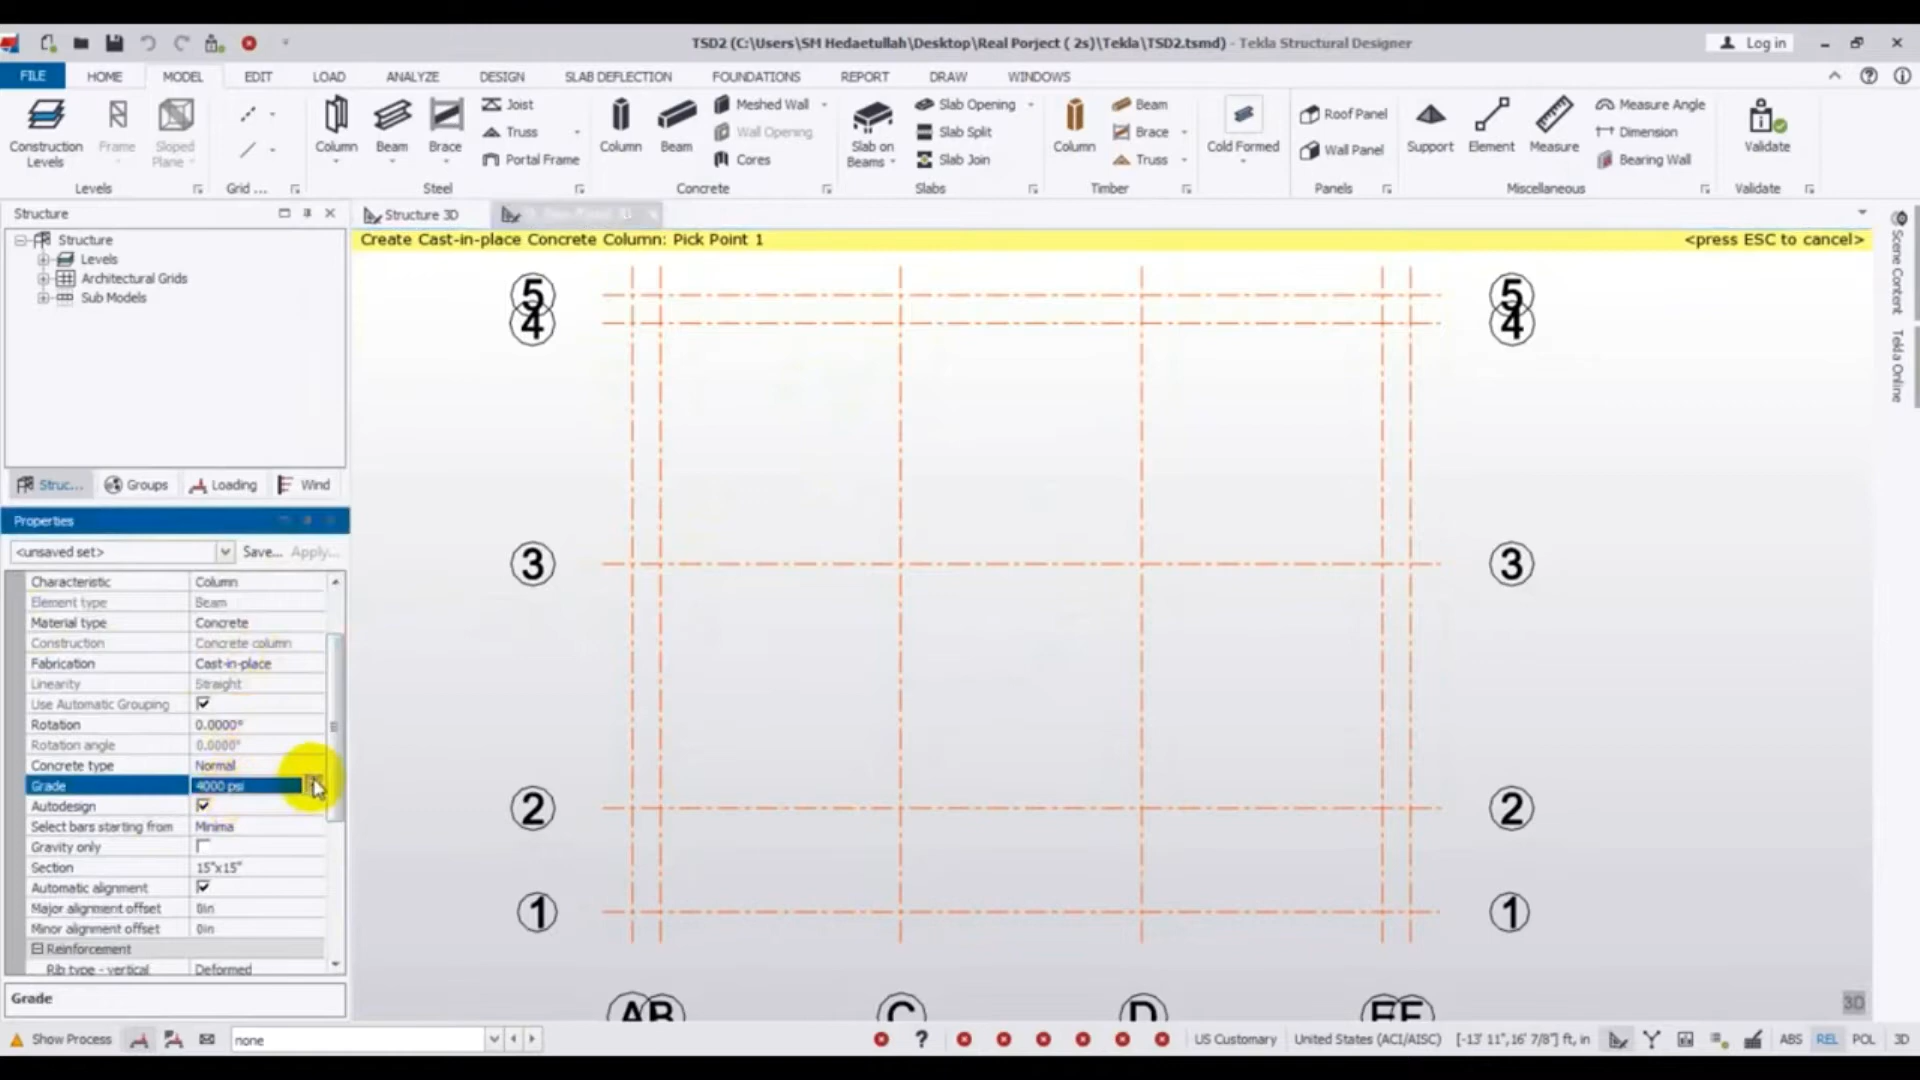 TSD2 (C:\Users\SM Hedaetullah\Desktop\Real Porject ( 2s)\Tekla\TSD2.tsmd) - Tekla Structural Designer
Log in
FILE HOME MODEL EDIT LOAD ANALYZE DESIGN SLAB DEFLECTION FOUNDATIONS REPORT DRAW WINDOWS
Construction Levels
Frame
Sloped Plane
Levels
Grid ...
Column
Beam
Brace
Joist
Truss
Portal Frame
Steel
Column
Beam
Meshed Wall
Wall Opening
Cores
Concrete
Slab on Beams
Slab Opening
Slab Split
Slab Join
Slabs
Column
Beam
Brace
Truss
Timber
Cold Formed
Roof Panel
Wall Panel
Panels
Support
Element
Measure
Measure Angle
Dimension
Bearing Wall
Miscellaneous
Validate
Validate
Structure
Structure
Levels
Architectural Grids
Sub Models
Struc... Groups Loading Wind
Structure 3D
Create Cast-in-place Concrete Column: Pick Point 1
<press ESC to cancel>
Scene Content
Tekla Online
5 5
4 4
3 3
2 2
1 1
A B C D E F
3D
Properties
<unsaved set> Save... Apply...
Characteristic Column
Element type Beam
Material type Concrete
Construction Concrete column
Fabrication Cast-in-place
Linearity Straight
Use Automatic Grouping
Rotation 0.0000°
Rotation angle 0.0000°
Concrete type Normal
Grade 4000 psi
Autodesign
Select bars starting from Minima
Gravity only
Section 15"x15"
Automatic alignment
Major alignment offset 0in
Minor alignment offset 0in
Reinforcement
Rib type - vertical Deformed
Grade
Show Process none US Customary United States (ACI/AISC) [-13' 11",16' 7/8"] ft, in ABS REL POL 3D